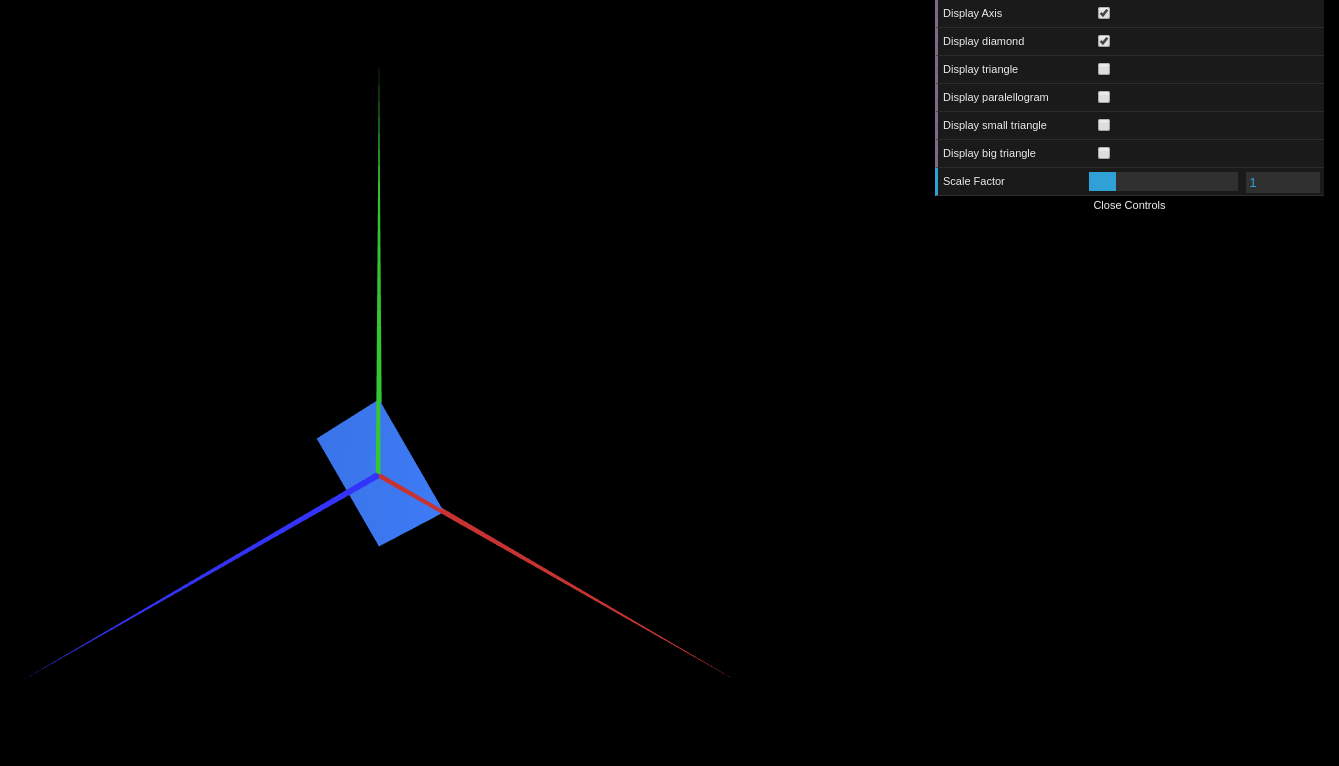 Display Axis
Display diamond
Display triangle
Display paralellogram
Display small triangle
Display big triangle
Scale Factor 1
Close Controls